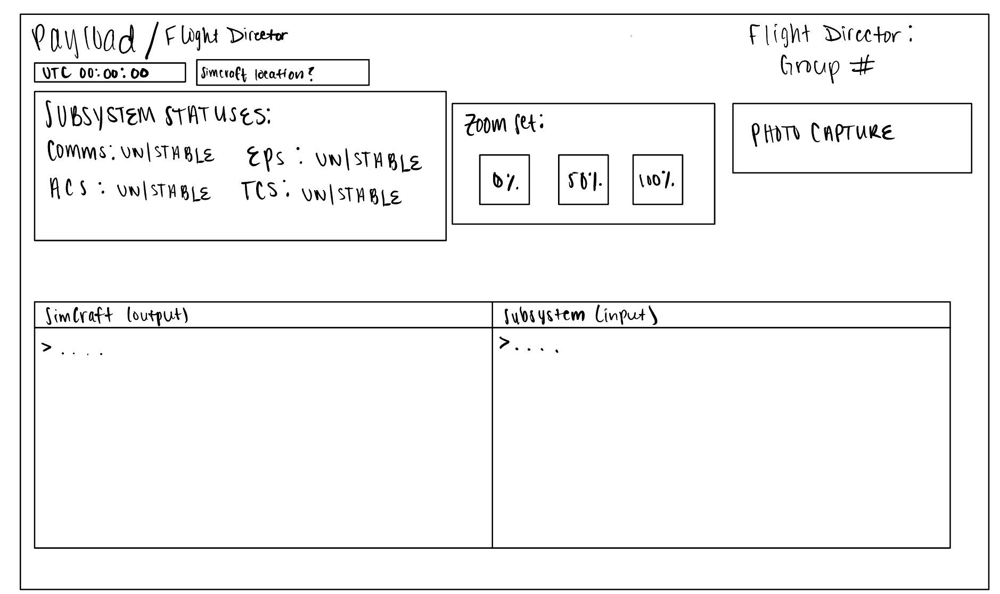 Payload / Flight Director
Flight Director:
Group #
UTC 00:00:00
Simcraft location?
SUBSYSTEM STATUSES:
Comms: UN/STABLE
EPS: UN/STABLE
ACS: UN/STABLE
TCS: UN/STABLE
Zoom Set:
0%
50%
100%
PHOTO CAPTURE
SimCraft (output)
Subsystem (input)
>....
>....